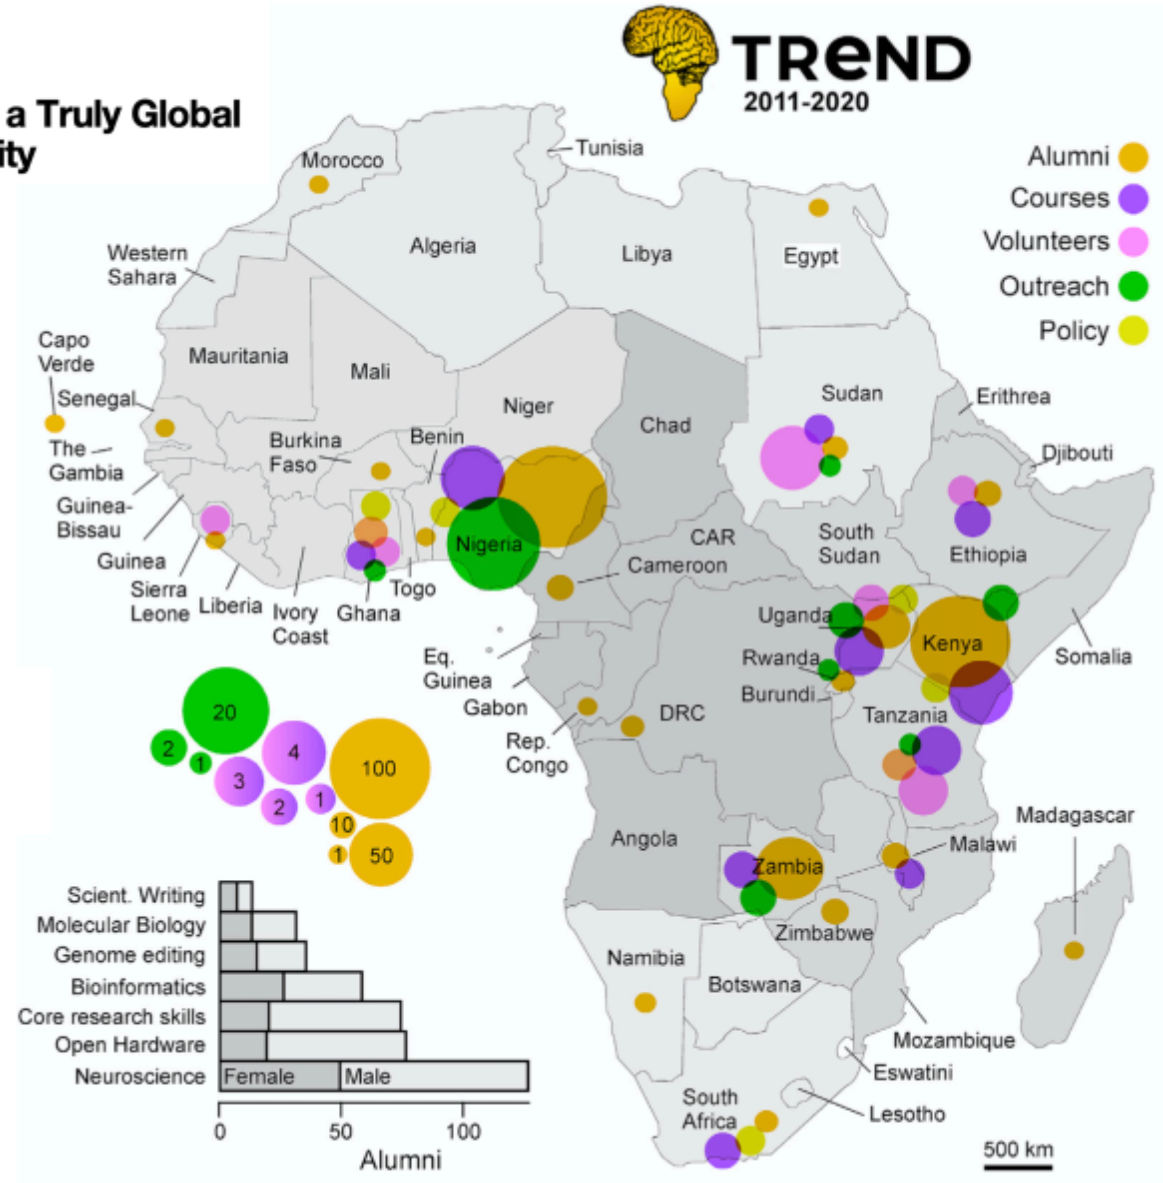 TReND
2011-2020
a Truly Global
ity
Alumni
Courses
Volunteers
Outreach
Policy
Tunisia
Morocco
Algeria
Libya
Egypt
Western
Sahara
Capo
Verde
Mauritania
Mali
Niger
Chad
Sudan
Erithrea
Senegal
The
Gambia
Burkina
Faso
Benin
Djibouti
Guinea-
Bissau
Guinea
Sierra
Leone
Liberia
Ivory
Coast
Ghana
Togo
Nigeria
CAR
Cameroon
South
Sudan
Ethiopia
Somalia
Uganda
Kenya
Rwanda
Burundi
Tanzania
Eq.
Guinea
Gabon
Rep.
Congo
DRC
Angola
Zambia
Malawi
Madagascar
Zimbabwe
Namibia
Botswana
Mozambique
Eswatini
South
Africa
Lesotho
500 km
20
2
1
4
3
2
1
100
10
1
50
Scient. Writing
Molecular Biology
Genome editing
Bioinformatics
Core research skills
Open Hardware
Neuroscience Female Male
0 50 100
Alumni